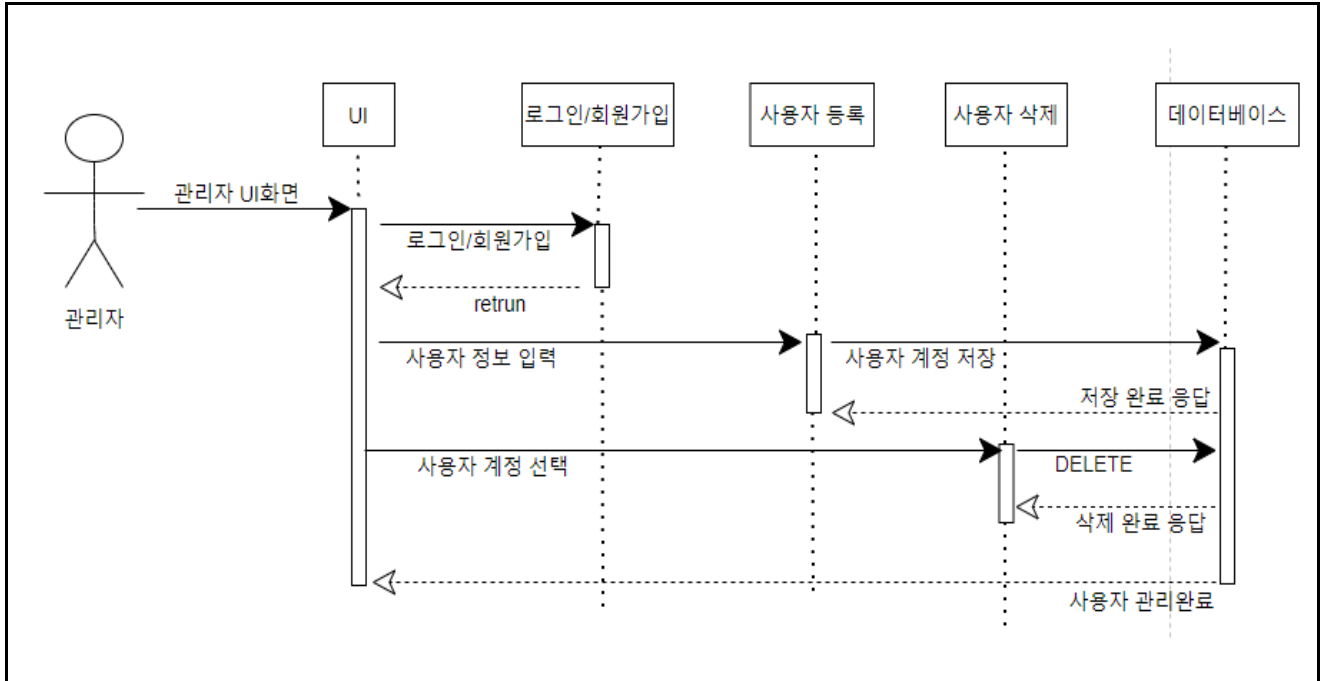 UI
로그인/회원가입
사용자 등록
사용자 삭제
데이터베이스
관리자 UI화면
로그인/회원가입
retrun
관리자
사용자 정보 입력
사용자 계정 저장
저장 완료 응답
사용자 계정 선택
DELETE
삭제 완료 응답
사용자 관리완료